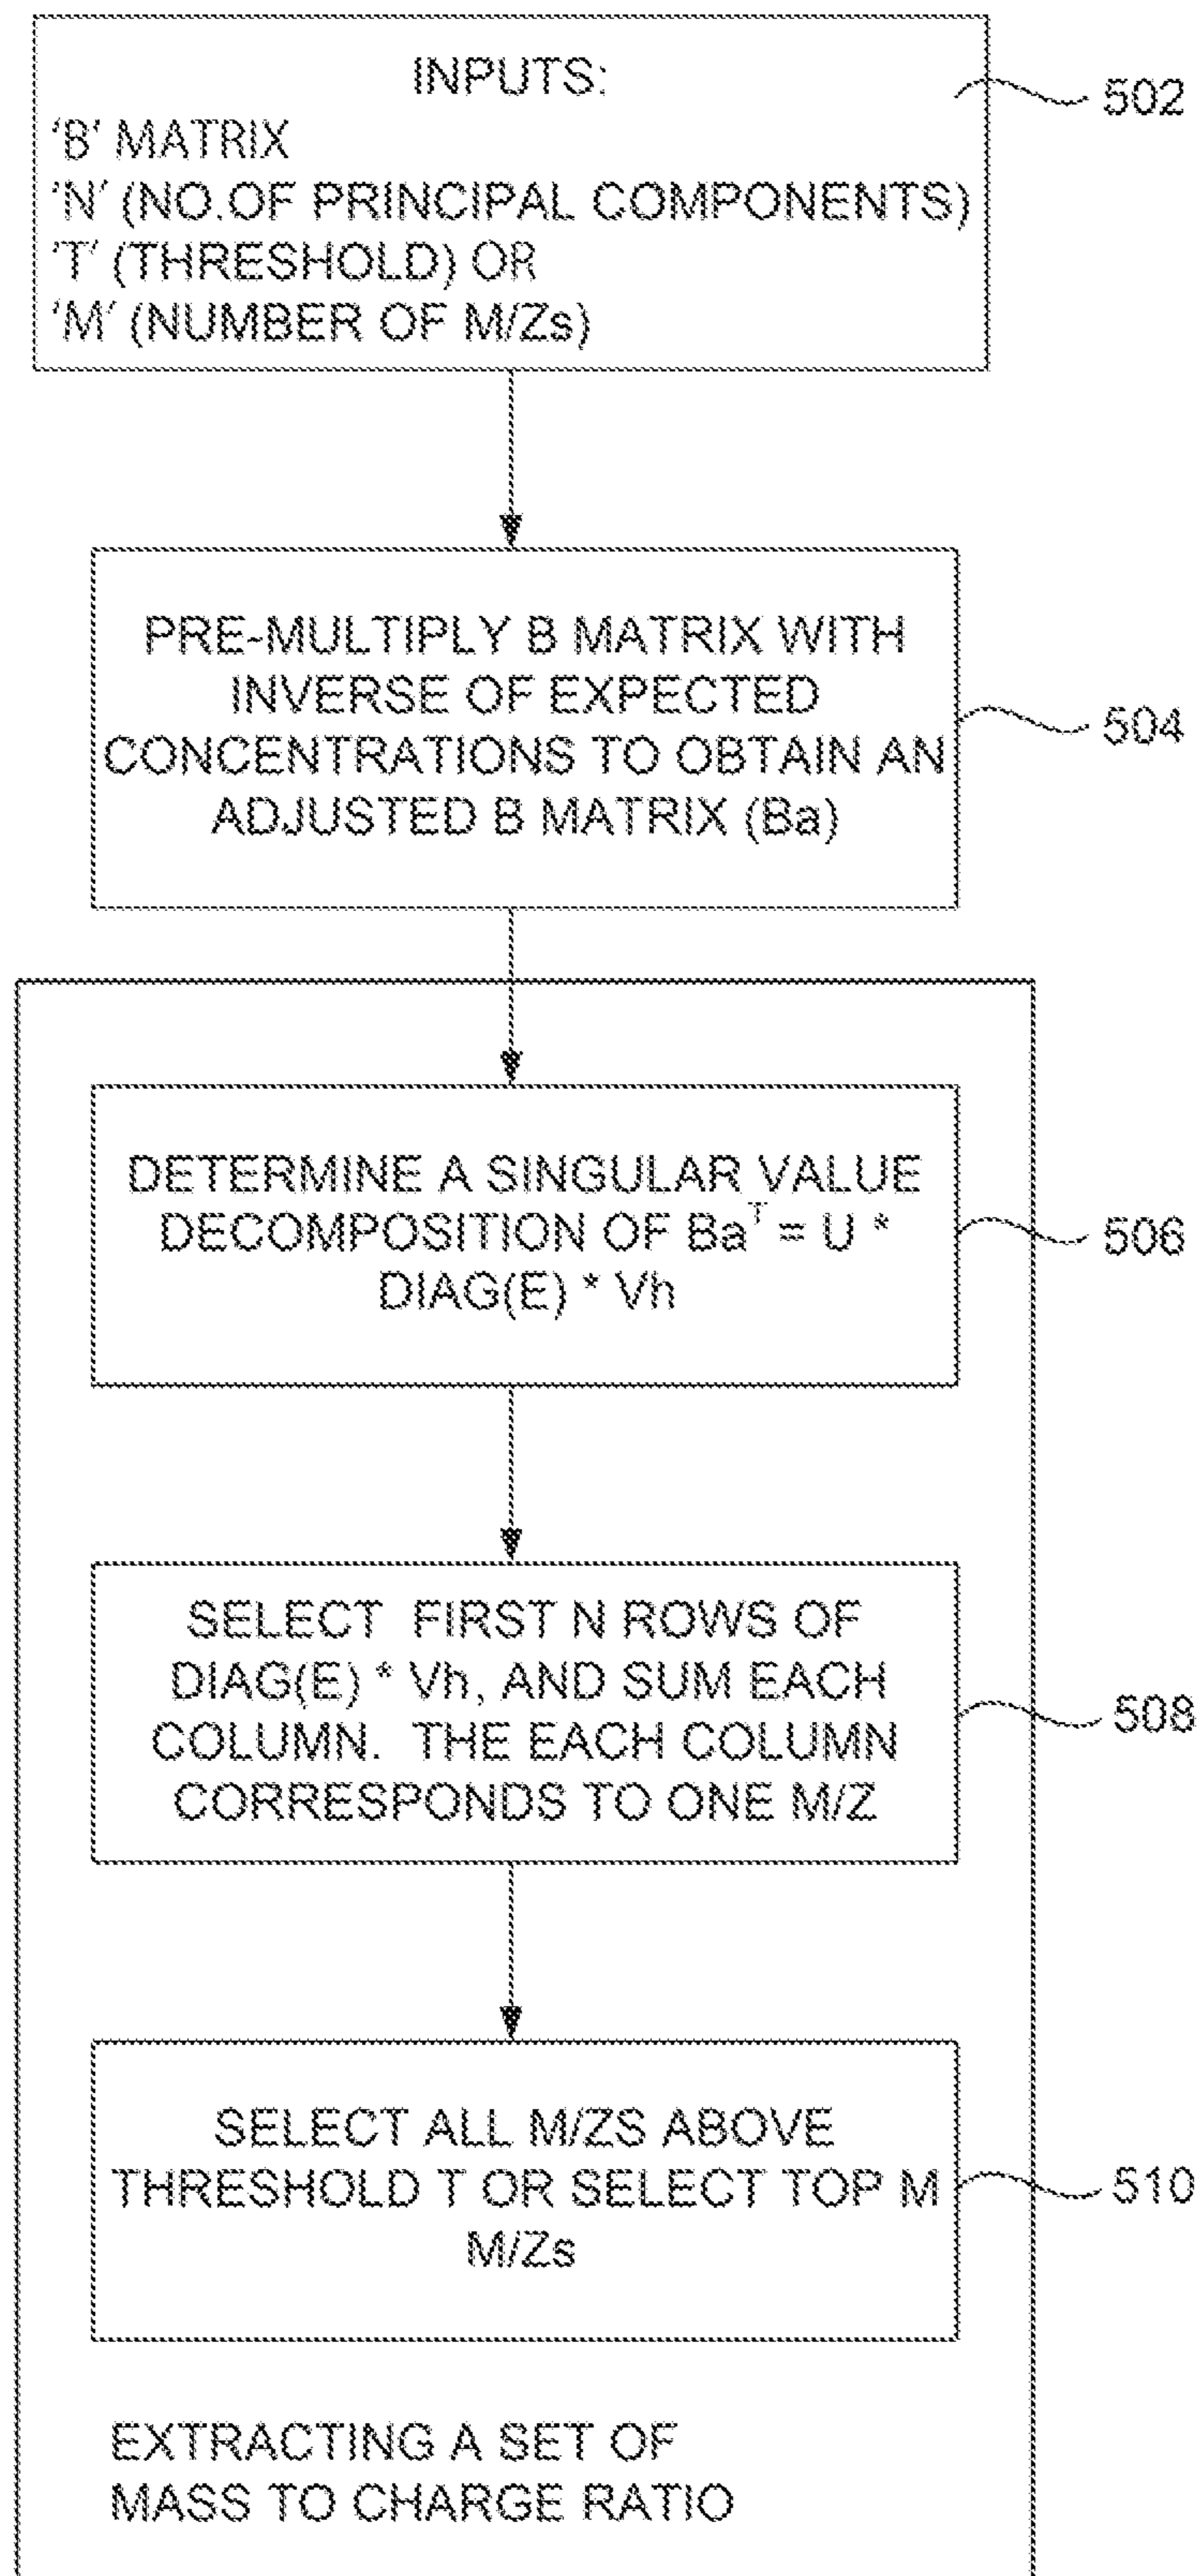 INPUTS:
502
'B' MATRIX
'N' (NO.OF PRINCIPAL COMPONENTS)
'T' (THRESHOLD) OR
'M' (NUMBER OF M/Zs)
PRE-MULTIPLY B MATRIX WITH
INVERSE OF EXPECTED
504
CONCENTRATIONS TO OBTAIN AN
ADJUSTED B MATRIX (Ba)
DETERMINE A SINGULAR VALUE
DECOMPOSITION OF Baᵀ = U *
506
DIAG(E) * Vh
SELECT FIRST N ROWS OF
DIAG(E) * Vh, AND SUM EACH
508
COLUMN. THE EACH COLUMN
CORRESPONDS TO ONE M/Z
SELECT ALL M/ZS ABOVE
THRESHOLD T OR SELECT TOP M
510
M/Zs
EXTRACTING A SET OF
MASS TO CHARGE RATIO